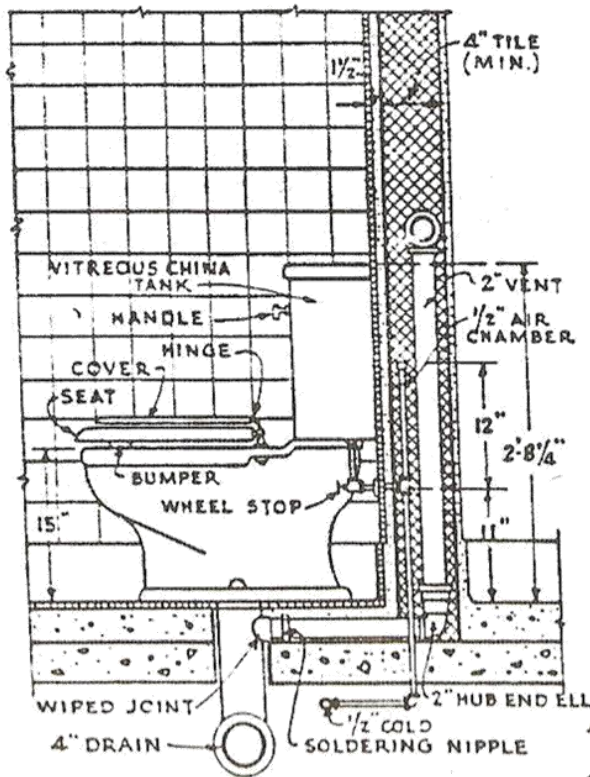 4" TILE
(MIN.)
1½"
VITREOUS CHINA
TANK
HANDLE
HINGE
COVER
SEAT
BUMPER
WHEEL STOP
15"
2" VENT
½" AIR
CHAMBER
12"
2'-8¼"
11"
WIPED JOINT
4" DRAIN
½" COLD
SOLDERING NIPPLE
2" HUB END ELL